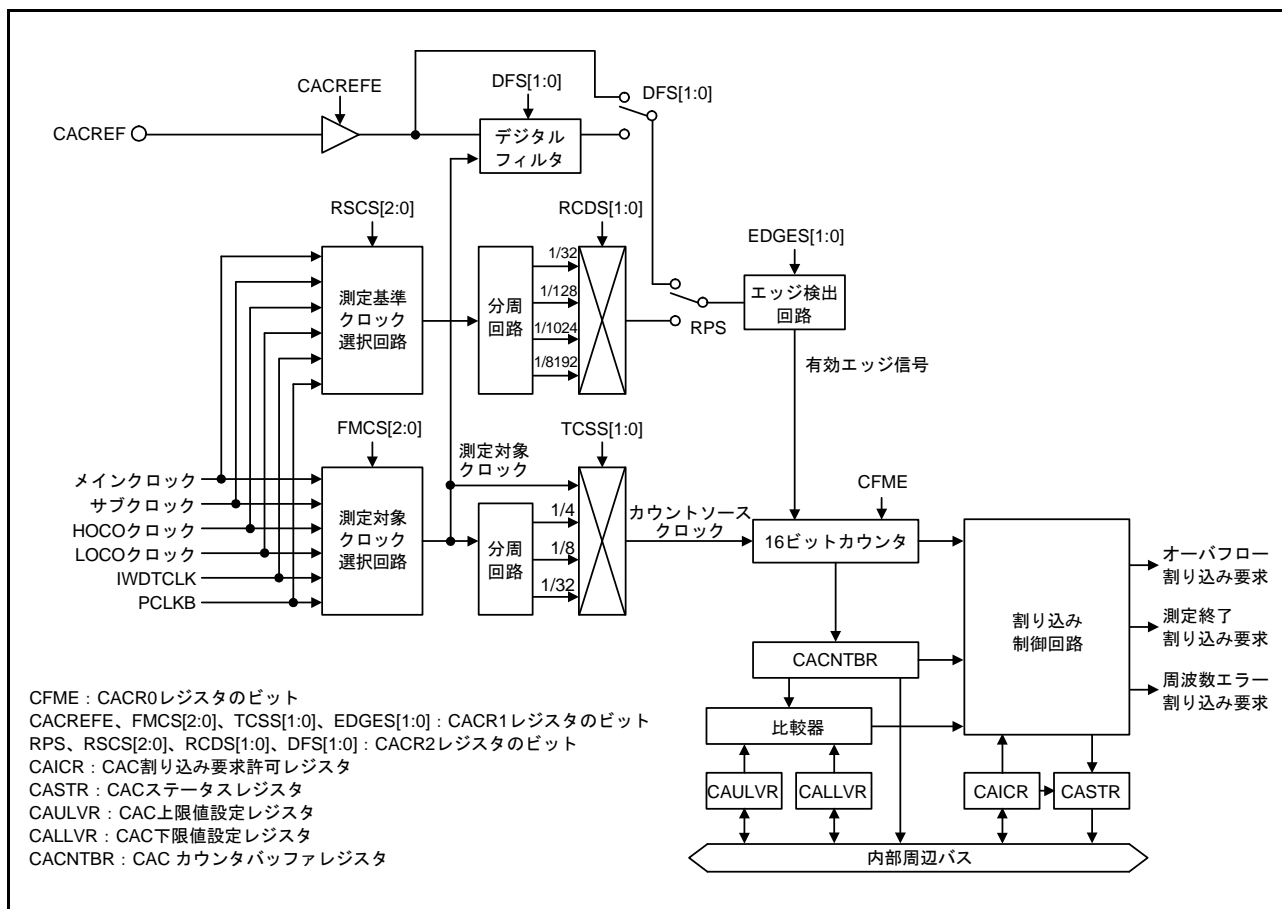 CACREFE
DFS[1:0]
DFS[1:0]
CACREF
デジタル
フィルタ
RSCS[2:0]
RCDS[1:0]
EDGES[1:0]
測定基準
クロック
選択回路
分周
回路
1/32
1/128
1/1024
1/8192
RPS
エッジ検出
回路
有効エッジ信号
FMCS[2:0]
測定対象
クロック
TCSS[1:0]
CFME
メインクロック
サブクロック
HOCOクロック
LOCOクロック
IWDTCLK
PCLKB
測定対象
クロック
選択回路
分周
回路
1/4
1/8
1/32
カウントソース
クロック
16ビットカウンタ
割り込み
制御回路
オーバフロー
割り込み要求
測定終了
割り込み要求
周波数エラー
割り込み要求
CACNTBR
比較器
CAULVR
CALLVR
CAICR
CASTR
内部周辺バス
CFME：CACR0レジスタのビット
CACREFE、FMCS[2:0]、TCSS[1:0]、EDGES[1:0]：CACR1レジスタのビット
RPS、RSCS[2:0]、RCDS[1:0]、DFS[1:0]：CACR2レジスタのビット
CAICR：CAC割り込み要求許可レジスタ
CASTR：CACステータスレジスタ
CAULVR：CAC上限値設定レジスタ
CALLVR：CAC下限値設定レジスタ
CACNTBR：CAC カウンタバッファレジスタ